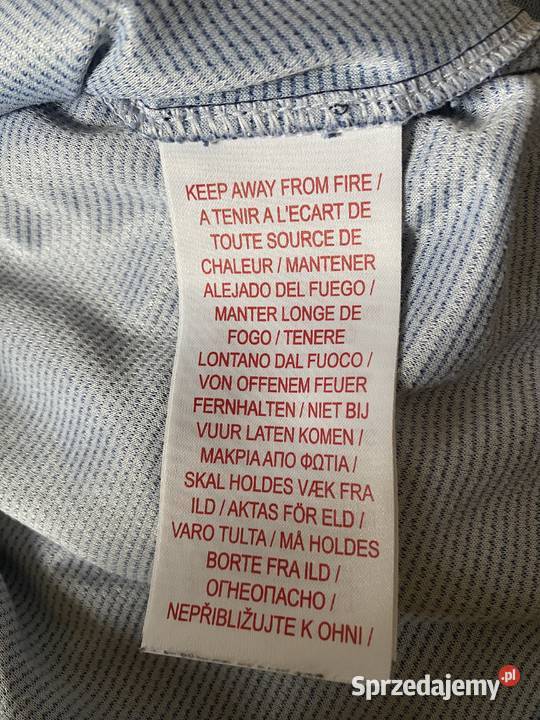 KEEP AWAY FROM FIRE /
A TENIR A L'ECART DE
TOUTE SOURCE DE
CHALEUR / MANTENER
ALEJADO DEL FUEGO /
MANTER LONGE DE
FOGO / TENERE
LONTANO DAL FUOCO /
VON OFFENEM FEUER
FERNHALTEN / NIET BIJ
VUUR LATEN KOMEN /
ΜΑΚΡΙΑ ΑΠΟ ΦΩΤΙΑ /
SKAL HOLDES VÆK FRA
ILD / AKTAS FÖR ELD /
VARO TULTA / MÅ HOLDES
BORTE FRA ILD /
ОГНЕОПАСНО /
NEPŘIBLIŽUJTE K OHNI /
Sprzedajemy.pl